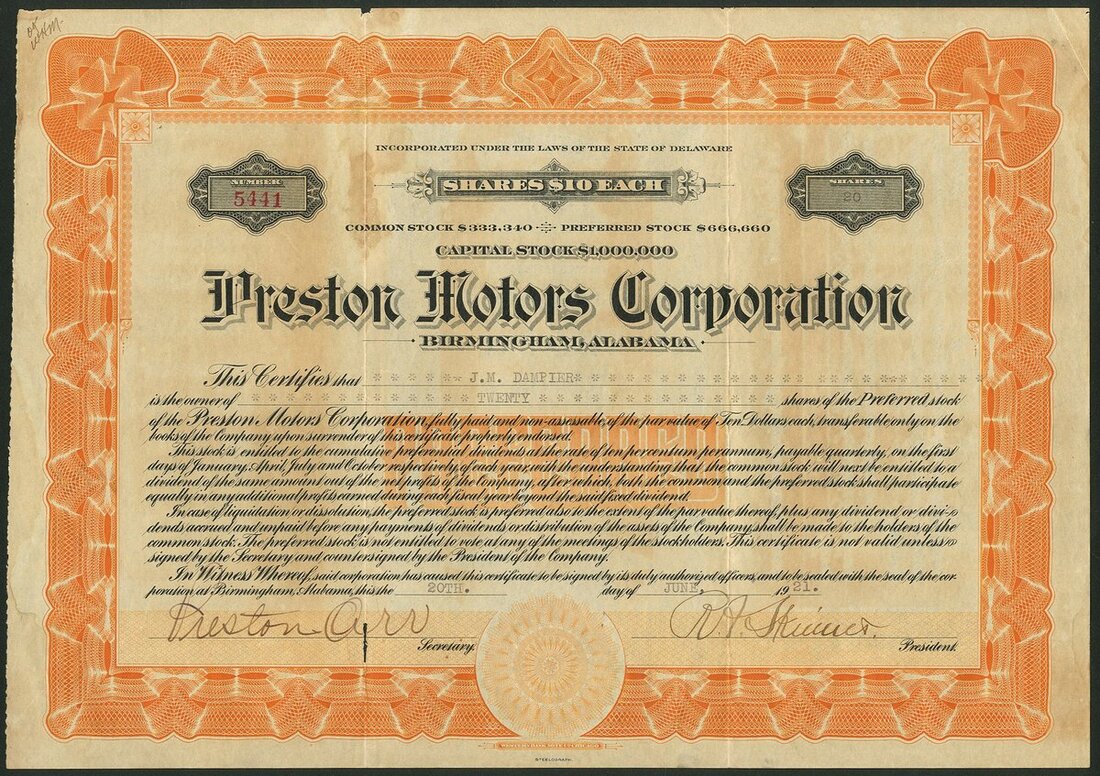 OK
WHM.
INCORPORATED UNDER THE LAWS OF THE STATE OF DELAWARE
NUMBER
5441
SHARES $10 EACH
SHARES
20
COMMON STOCK $333,340 PREFERRED STOCK $666,660
CAPITAL STOCK $1,000,000
Preston Motors Corporation
BIRMINGHAM, ALABAMA
This Certifies that * * * * * * J.M. DAMPIER* * * * * * * * * * * * * * * * * * * * *
is the owner of * * * * * * * * * * * * TWENTY * * * * * * * * * * * * * shares of the Preferred stock
of the Preston Motors Corporation, fully paid and non-assessable, of the par value of Ten Dollars each, transferable only on the
books of the Company upon surrender of this certificate properly endorsed.
This stock is entitled to the cumulative preferential dividends at the rate of ten per centum per annum, payable quarterly, on the first
days of January, April, July and October respectively, of each year, with the understanding that the common stock will next be entitled to a
dividend of the same amount out of the net profits of the Company, after which, both the common and the preferred stock shall participate
equally in any additional profits earned during each fiscal year beyond the said fixed dividend.
In case of liquidation or dissolution, the preferred stock is preferred also to the extent of the par value thereof, plus any dividend or divi-
dends accrued and unpaid before any payments of dividends or distribution of the assets of the Company, shall be made to the holders of the
common stock. The preferred stock is not entitled to vote at any of the meetings of the stockholders. This certificate is not valid unless
signed by the Secretary and countersigned by the President of the Company.
In Witness Whereof, said corporation has caused this certificate to be signed by its duly authorized officers, and to be sealed with the seal of the cor-
poration at Birmingham, Alabama, this the 20TH. day of JUNE, 1921.
Preston Orr R.A. Skinner.
Secretary. President.
STEELOGRAPH.